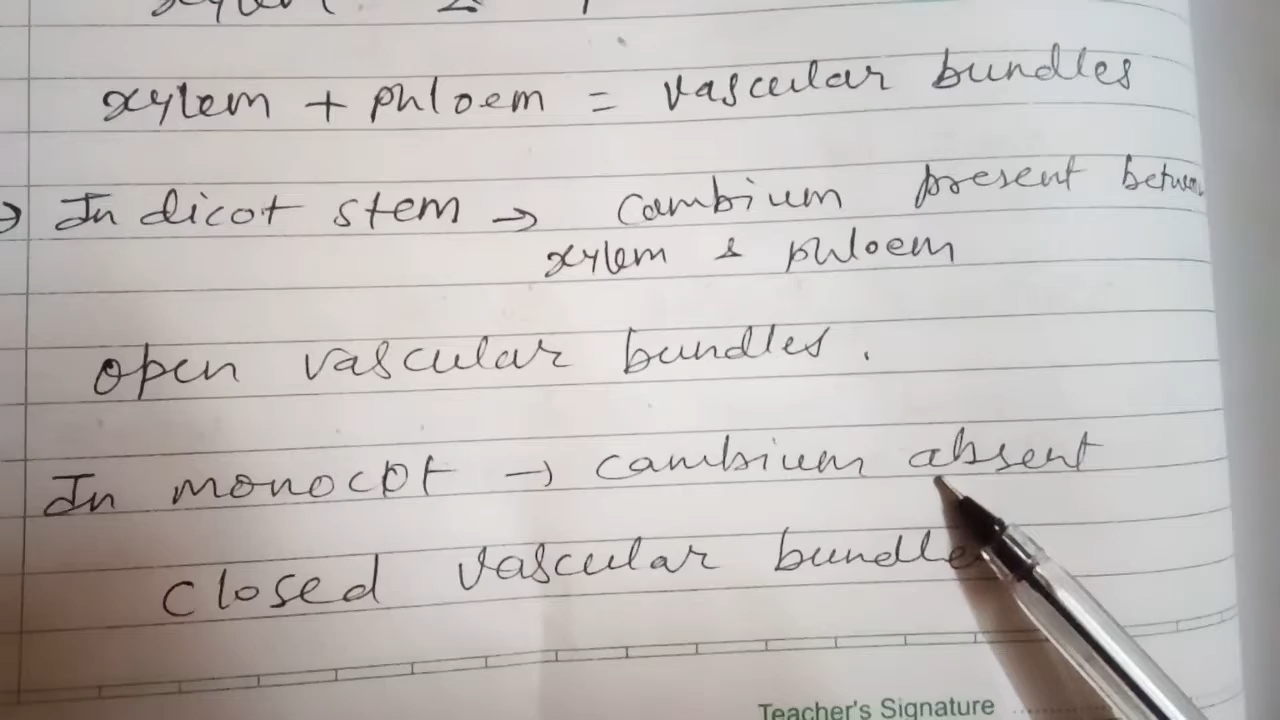 xylem + phloem = vascular bundles
→ In dicot stem → cambium present between
xylem & phloem
open vascular bundles.
In monocot → cambium absent
closed vascular bundle
Teacher's Signature